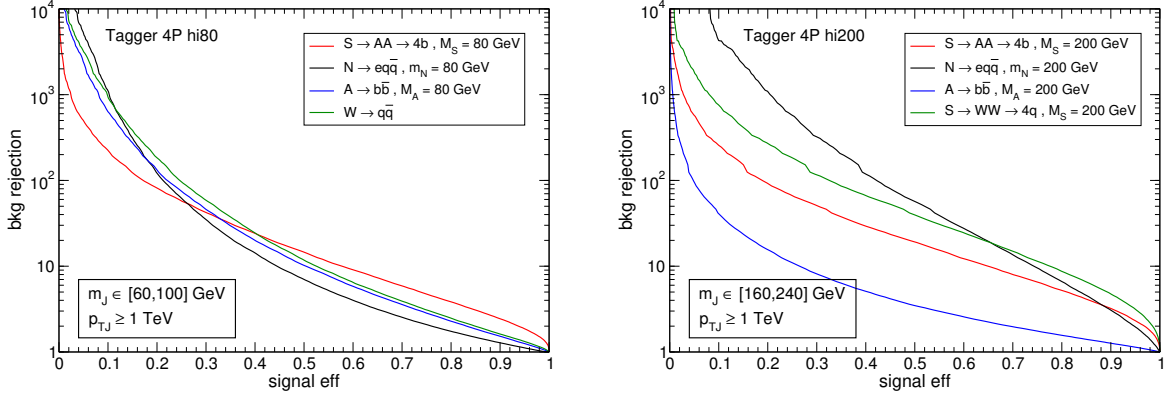 Tagger 4P hi80
S → AA → 4b , M_S = 80 GeV
N → eqq̅ , m_N = 80 GeV
A → bb̅ , M_A = 80 GeV
W → qq̅
m_J ∈ [60,100] GeV
p_TJ ≥ 1 TeV
bkg rejection
10^4
10^3
10^2
10
1
0 0.1 0.2 0.3 0.4 0.5 0.6 0.7 0.8 0.9 1
signal eff
Tagger 4P hi200
S → AA → 4b , M_S = 200 GeV
N → eqq̅ , m_N = 200 GeV
A → bb̅ , M_A = 200 GeV
S → WW → 4q , M_S = 200 GeV
m_J ∈ [160,240] GeV
p_TJ ≥ 1 TeV
bkg rejection
10^4
10^3
10^2
10
1
0 0.1 0.2 0.3 0.4 0.5 0.6 0.7 0.8 0.9 1
signal eff